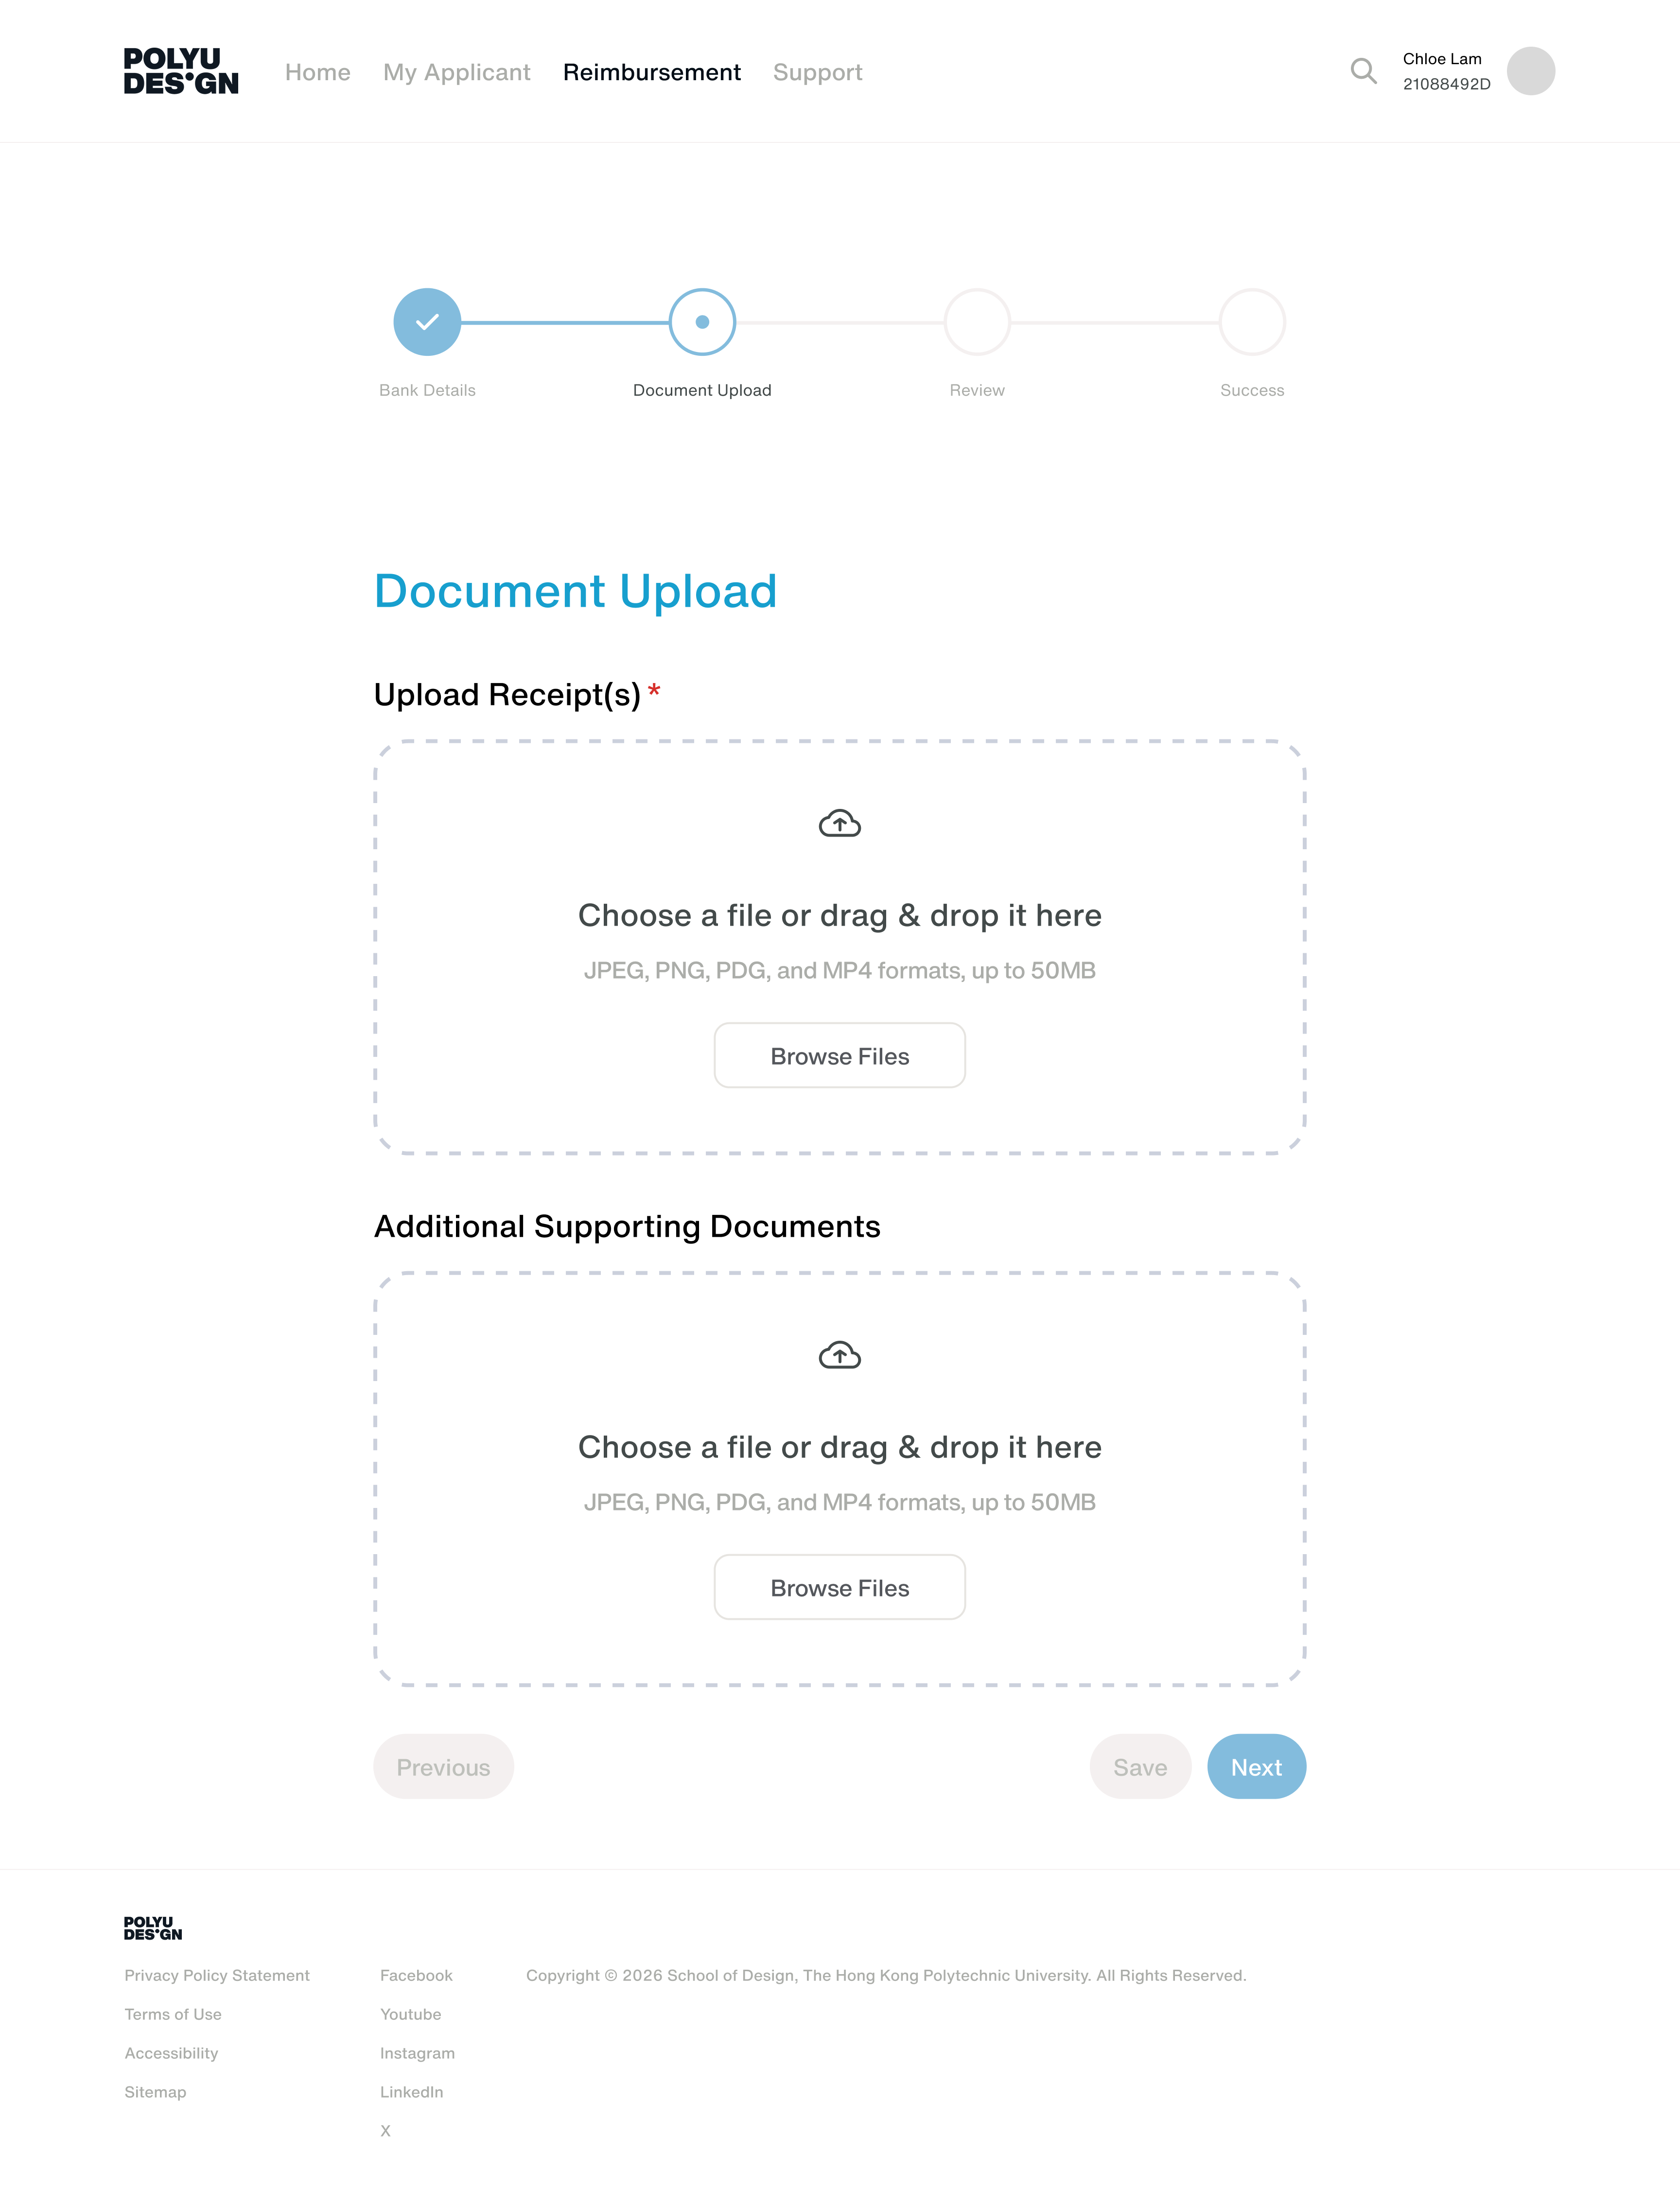 POLYU
DES•GN
Home
My Applicant
Reimbursement
Support
Chloe Lam
21088492D
Bank Details
Document Upload
Review
Success
Document Upload
Upload Receipt(s) *
Choose a file or drag & drop it here
JPEG, PNG, PDG, and MP4 formats, up to 50MB
Browse Files
Additional Supporting Documents
Choose a file or drag & drop it here
JPEG, PNG, PDG, and MP4 formats, up to 50MB
Browse Files
Previous
Save
Next
POLYU
DES•GN
Privacy Policy Statement
Terms of Use
Accessibility
Sitemap
Facebook
Youtube
Instagram
LinkedIn
X
Copyright © 2026 School of Design, The Hong Kong Polytechnic University. All Rights Reserved.